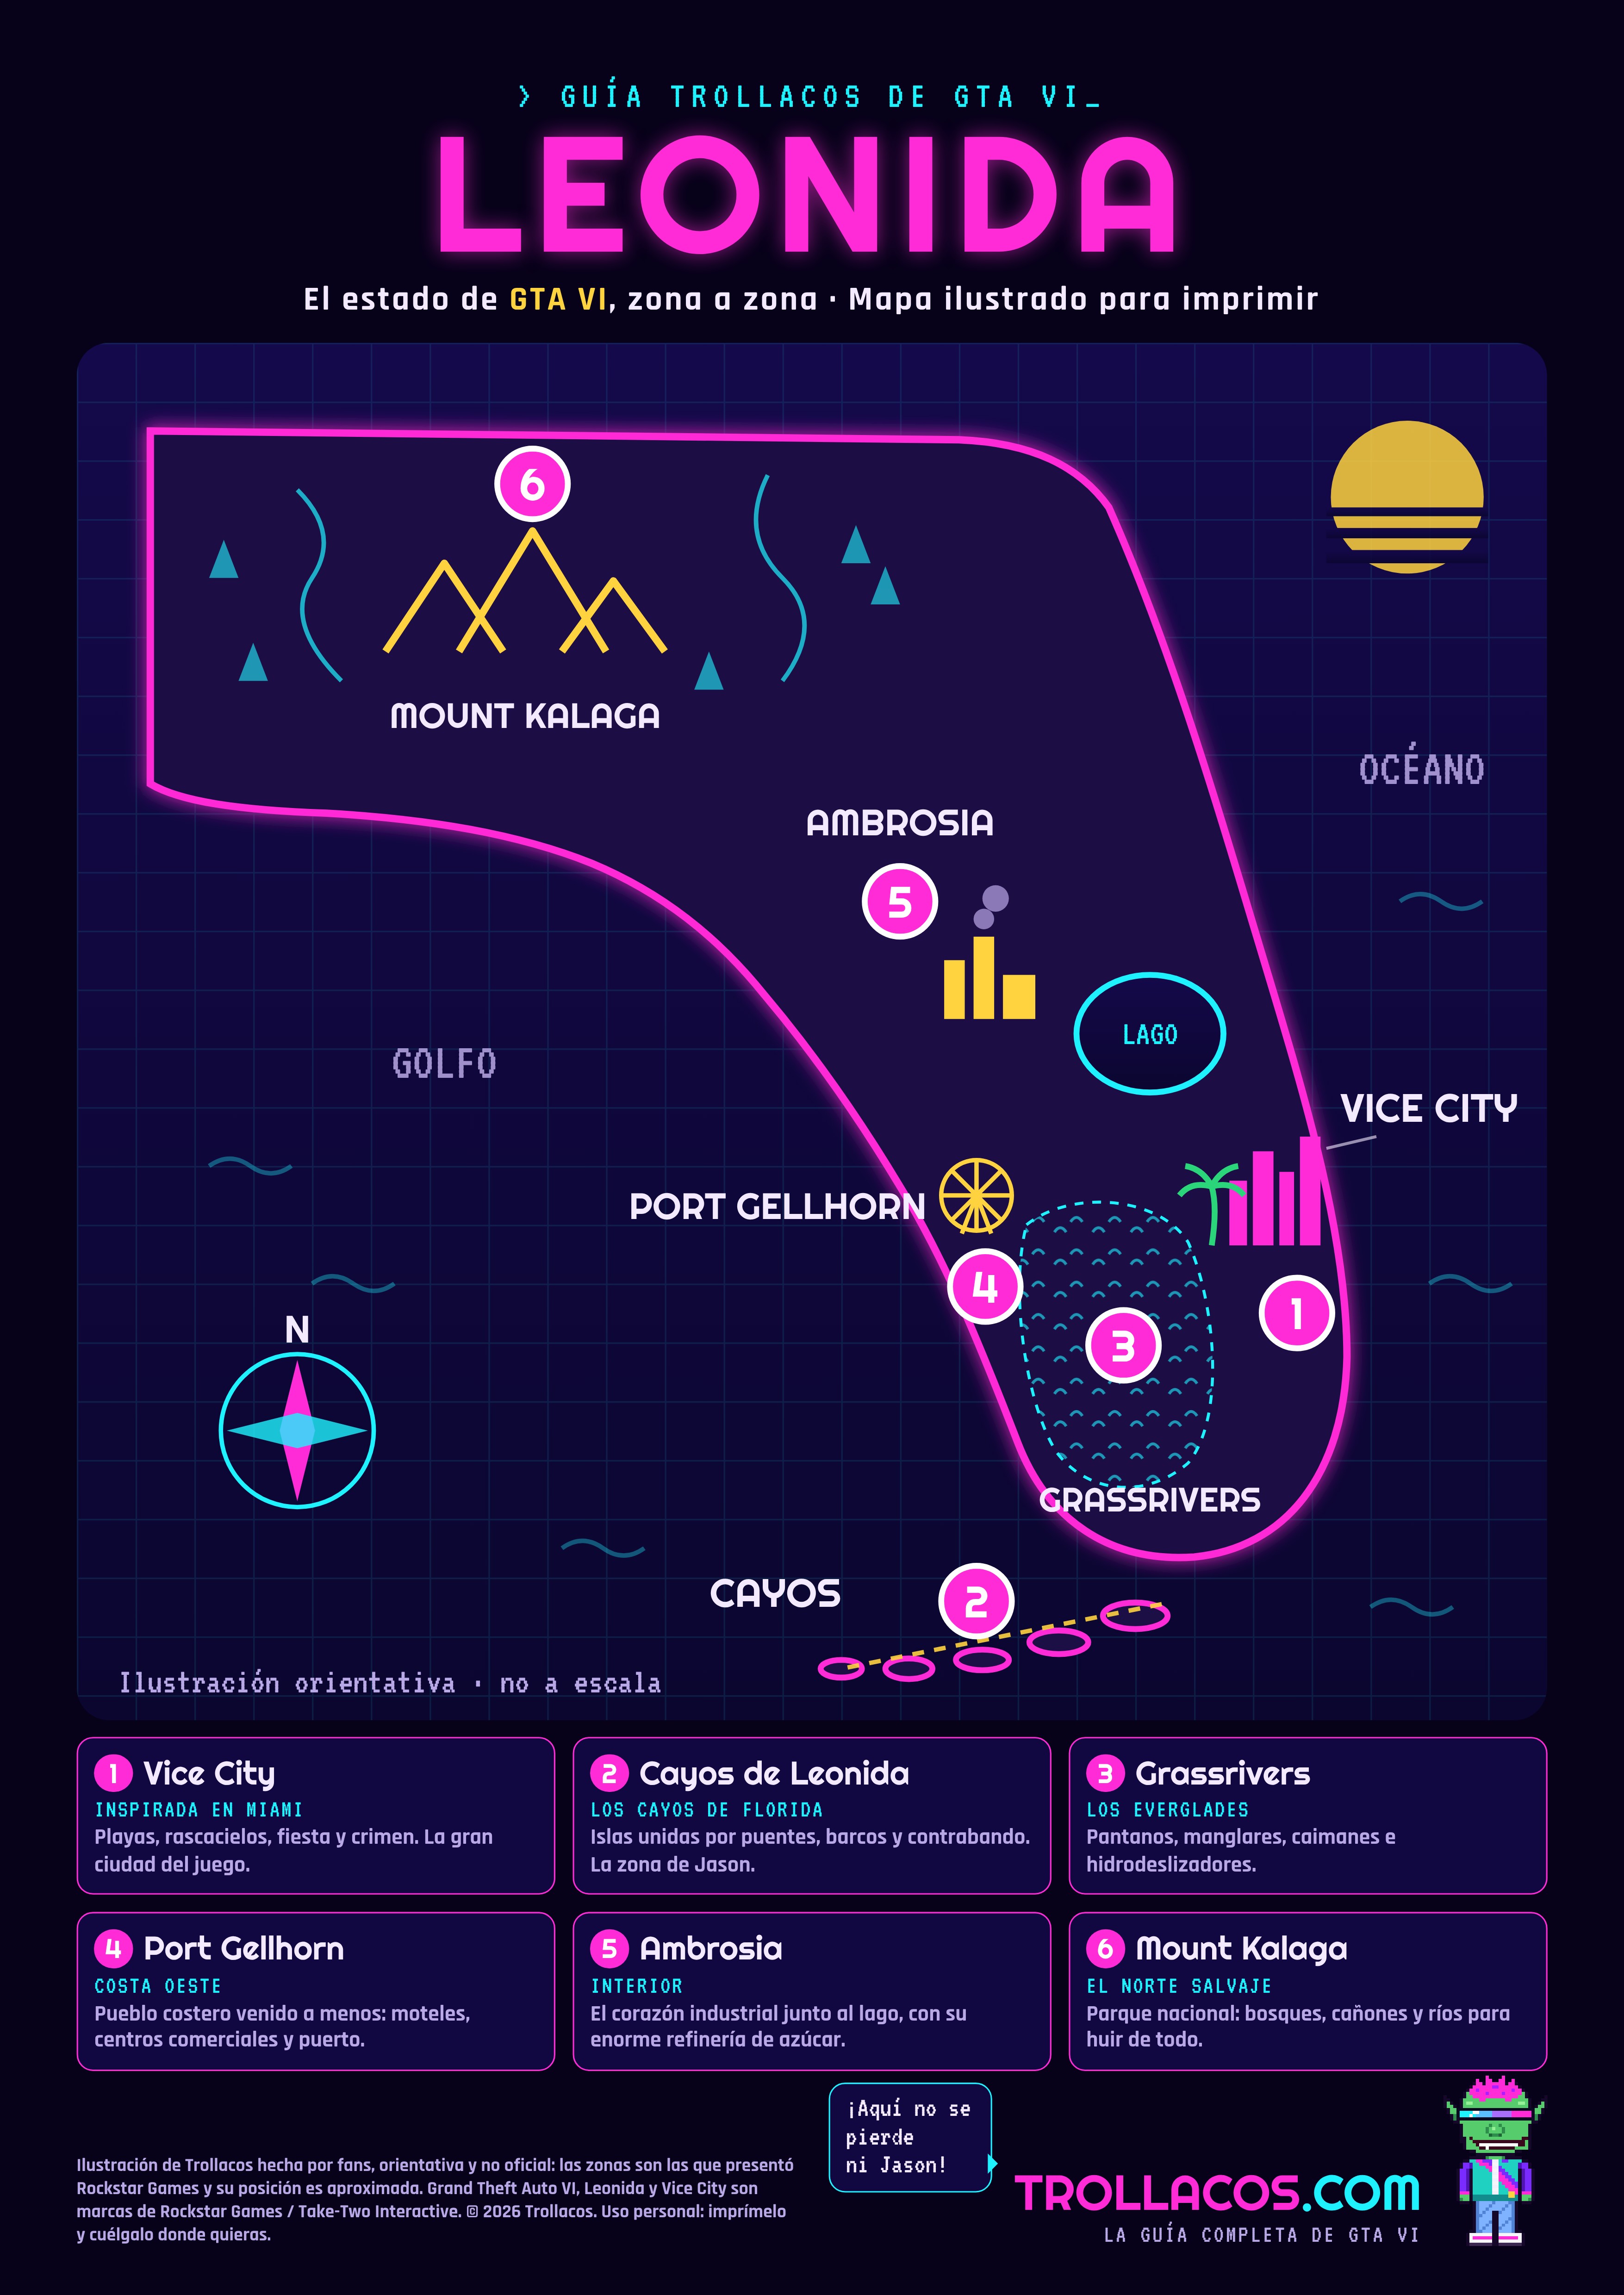 > GUÍA TROLLACOS DE GTA VI_
LEONIDA
El estado de GTA VI, zona a zona · Mapa ilustrado para imprimir
6
MOUNT KALAGA
OCÉANO
AMBROSIA
5
LAGO
GOLFO
VICE CITY
PORT GELLHORN
4
1
3
N
GRASSRIVERS
CAYOS
2
Ilustración orientativa · no a escala
1 Vice City
INSPIRADA EN MIAMI
Playas, rascacielos, fiesta y crimen. La gran
ciudad del juego.
2 Cayos de Leonida
LOS CAYOS DE FLORIDA
Islas unidas por puentes, barcos y contrabando.
La zona de Jason.
3 Grassrivers
LOS EVERGLADES
Pantanos, manglares, caimanes e
hidrodeslizadores.
4 Port Gellhorn
COSTA OESTE
Pueblo costero venido a menos: moteles,
centros comerciales y puerto.
5 Ambrosia
INTERIOR
El corazón industrial junto al lago, con su
enorme refinería de azúcar.
6 Mount Kalaga
EL NORTE SALVAJE
Parque nacional: bosques, cañones y ríos para
huir de todo.
¡Aquí no se
pierde
ni Jason!
Ilustración de Trollacos hecha por fans, orientativa y no oficial: las zonas son las que presentó
Rockstar Games y su posición es aproximada. Grand Theft Auto VI, Leonida y Vice City son
marcas de Rockstar Games / Take-Two Interactive. © 2026 Trollacos. Uso personal: imprímelo
y cuélgalo donde quieras.
TROLLACOS.COM
LA GUÍA COMPLETA DE GTA VI